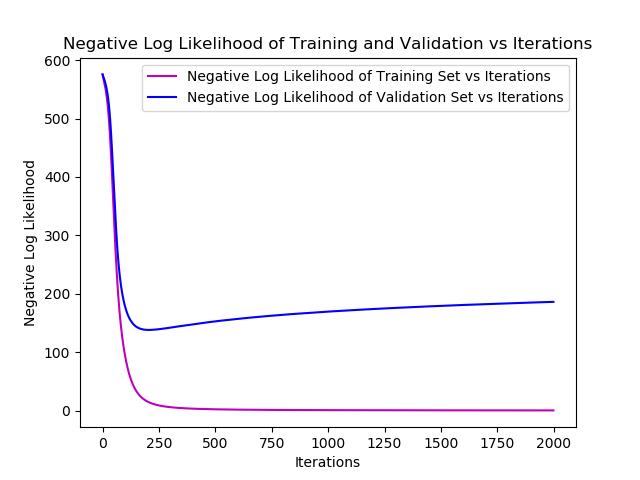 Negative Log Likelihood of Training and Validation vs Iterations
Negative Log Likelihood of Training Set vs Iterations
Negative Log Likelihood of Validation Set vs Iterations
Negative Log Likelihood
600
500
400
300
200
100
0
0 250 500 750 1000 1250 1500 1750 2000
Iterations